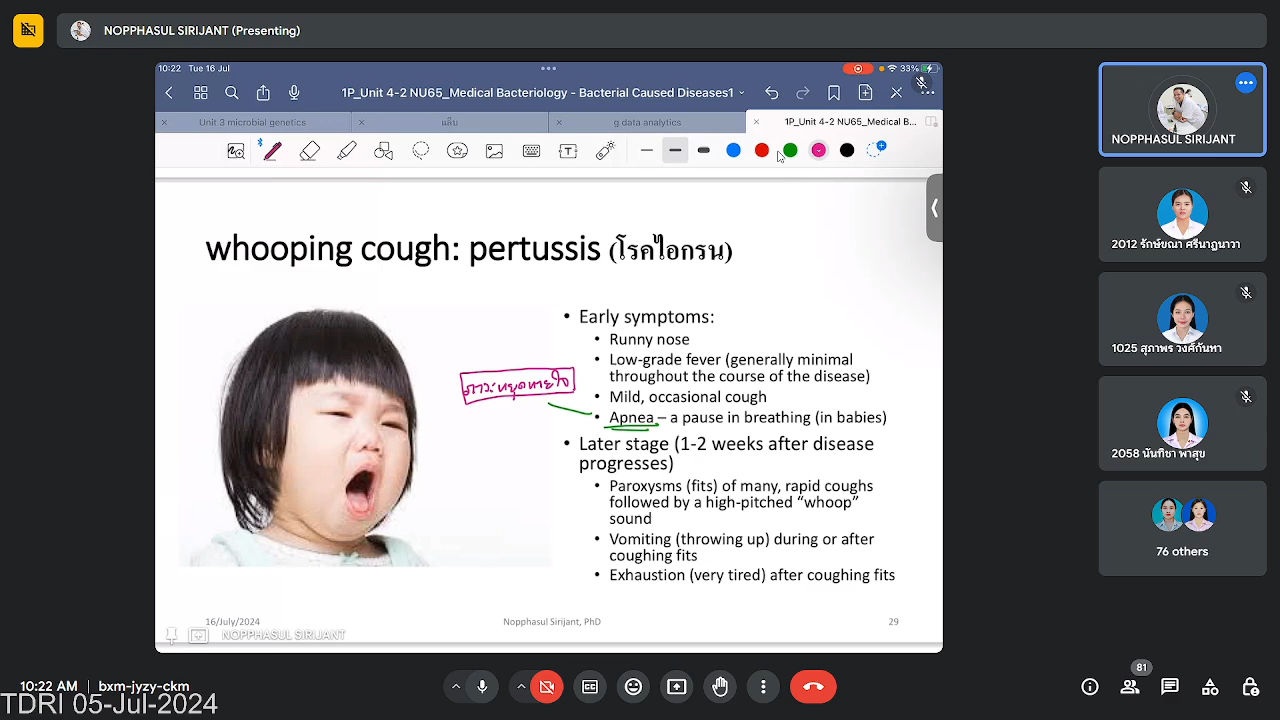 NOPPHASUL SIRIJANT (Presenting)
10:22 Tue 16 Jul
33%
1P_Unit 4-2 NU65_Medical Bacteriology - Bacterial Caused Diseases1
Unit 3 microbial genetics
แล็บ
g data analytics
1P_Unit 4-2 NU65_Medical B...
whooping cough: pertussis (โรคไอกรน)
• Early symptoms:
• Runny nose
• Low-grade fever (generally minimal
throughout the course of the disease)
• Mild, occasional cough
ภาวะหยุดหายใจ
• Apnea – a pause in breathing (in babies)
• Later stage (1-2 weeks after disease
progresses)
• Paroxysms (fits) of many, rapid coughs
followed by a high-pitched “whoop”
sound
• Vomiting (throwing up) during or after
coughing fits
• Exhaustion (very tired) after coughing fits
16/July/2024
Nopphasul Sirijant, PhD
29
NOPPHASUL SIRIJANT
NOPPHASUL SIRIJANT
2012 รักษ์ษณา ศรีนาฏนาวา
1025 สุภาพร วงศ์กันทา
2058 นันทิชา พาสุข
76 others
81
10:22 AM | bxm-jyzy-ckm
TDRI 05-Jul-2024